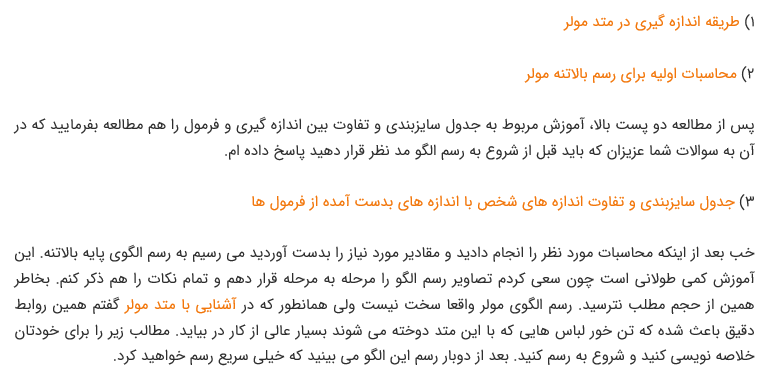 ۱) طریقه اندازه گیری در متد مولر
۲) محاسبات اولیه برای رسم بالاتنه مولر
پس از مطالعه دو پست بالا، آموزش مربوط به جدول سایزبندی و تفاوت بین اندازه گیری و فرمول را هم مطالعه بفرمایید که در
آن به سوالات شما عزیزان که باید قبل از شروع به رسم الگو مد نظر قرار دهید پاسخ داده ام.
۳) جدول سایزبندی و تفاوت اندازه های شخص با اندازه های بدست آمده از فرمول ها
خب بعد از اینکه محاسبات مورد نظر را انجام دادید و مقادیر مورد نیاز را بدست آوردید می رسیم به رسم الگوی پایه بالاتنه. این
آموزش کمی طولانی است چون سعی کردم تصاویر رسم الگو را مرحله به مرحله قرار دهم و تمام نکات را هم ذکر کنم. بخاطر
همین از حجم مطلب نترسید. رسم الگوی مولر واقعا سخت نیست ولی همانطور که در آشنایی با متد مولر گفتم همین روابط
دقیق باعث شده که تن خور لباس هایی که با این متد دوخته می شوند بسیار عالی از کار در بیاید. مطالب زیر را برای خودتان
خلاصه نویسی کنید و شروع به رسم کنید. بعد از دوبار رسم این الگو می بینید که خیلی سریع رسم خواهید کرد.